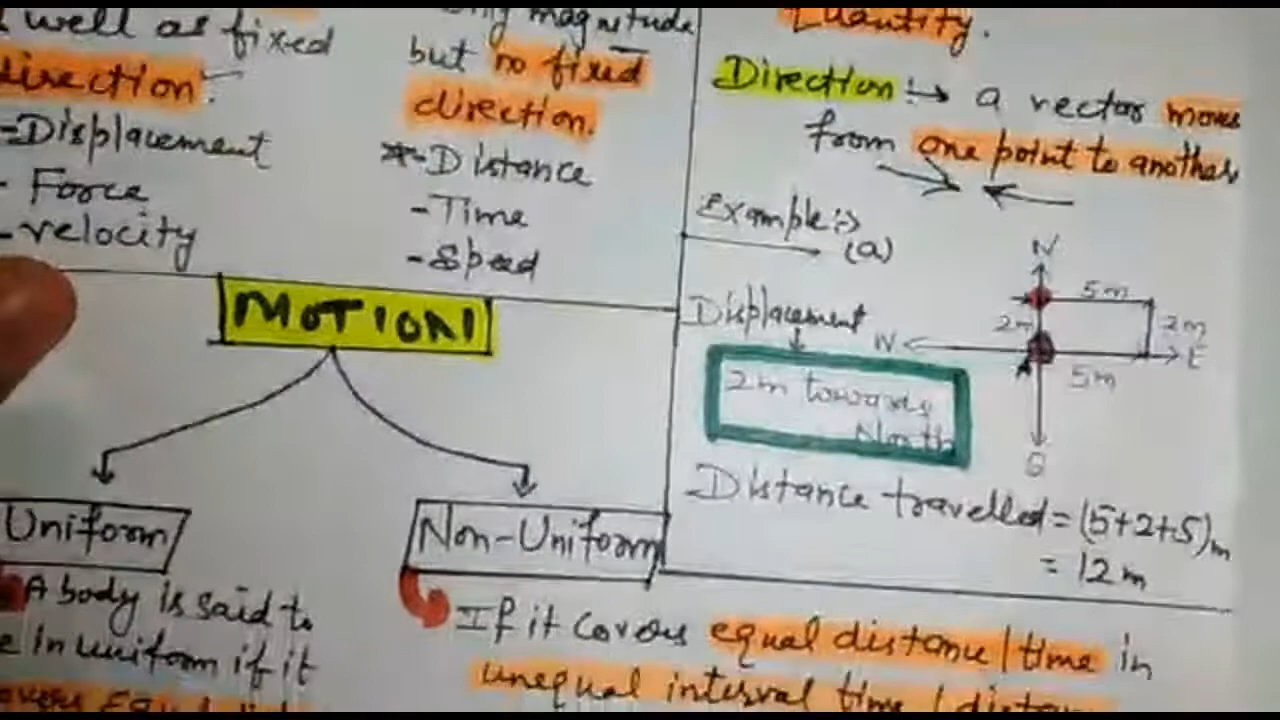 well as fixed
direction.
-Displacement
- Force
-velocity
only magnitude
but no fixed
direction.
*-Distance
-Time
-Speed
Quantity.
Direction :→ a vector moves
from one point to another
Example :→
(a)
N
5m
2m
2m
W
E
5m
S
Displacement
2m towards
North
Distance travelled = (5+2+5)m
= 12m
MOTION
Uniform
Non-Uniform
A body is said to
in uniform if it
If it covers equal distance / time in
unequal interval time /